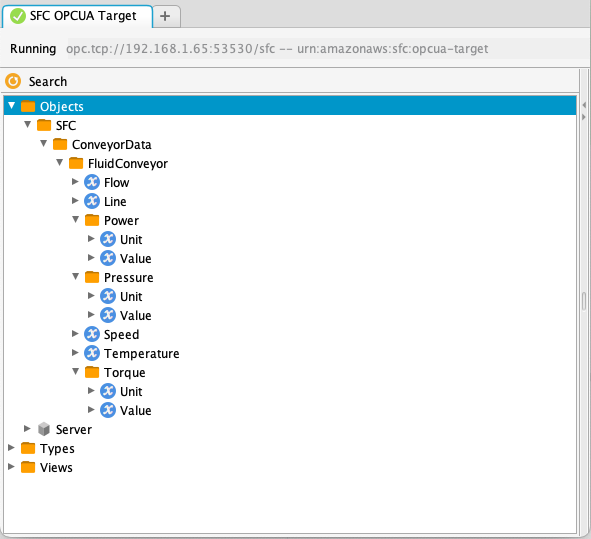 SFC OPCUA Target
Running opc.tcp://192.168.1.65:53530/sfc -- urn:amazonaws:sfc:opcua-target
Search
Objects
SFC
ConveyorData
FluidConveyor
Flow
Line
Power
Unit
Value
Pressure
Unit
Value
Speed
Temperature
Torque
Unit
Value
Server
Types
Views